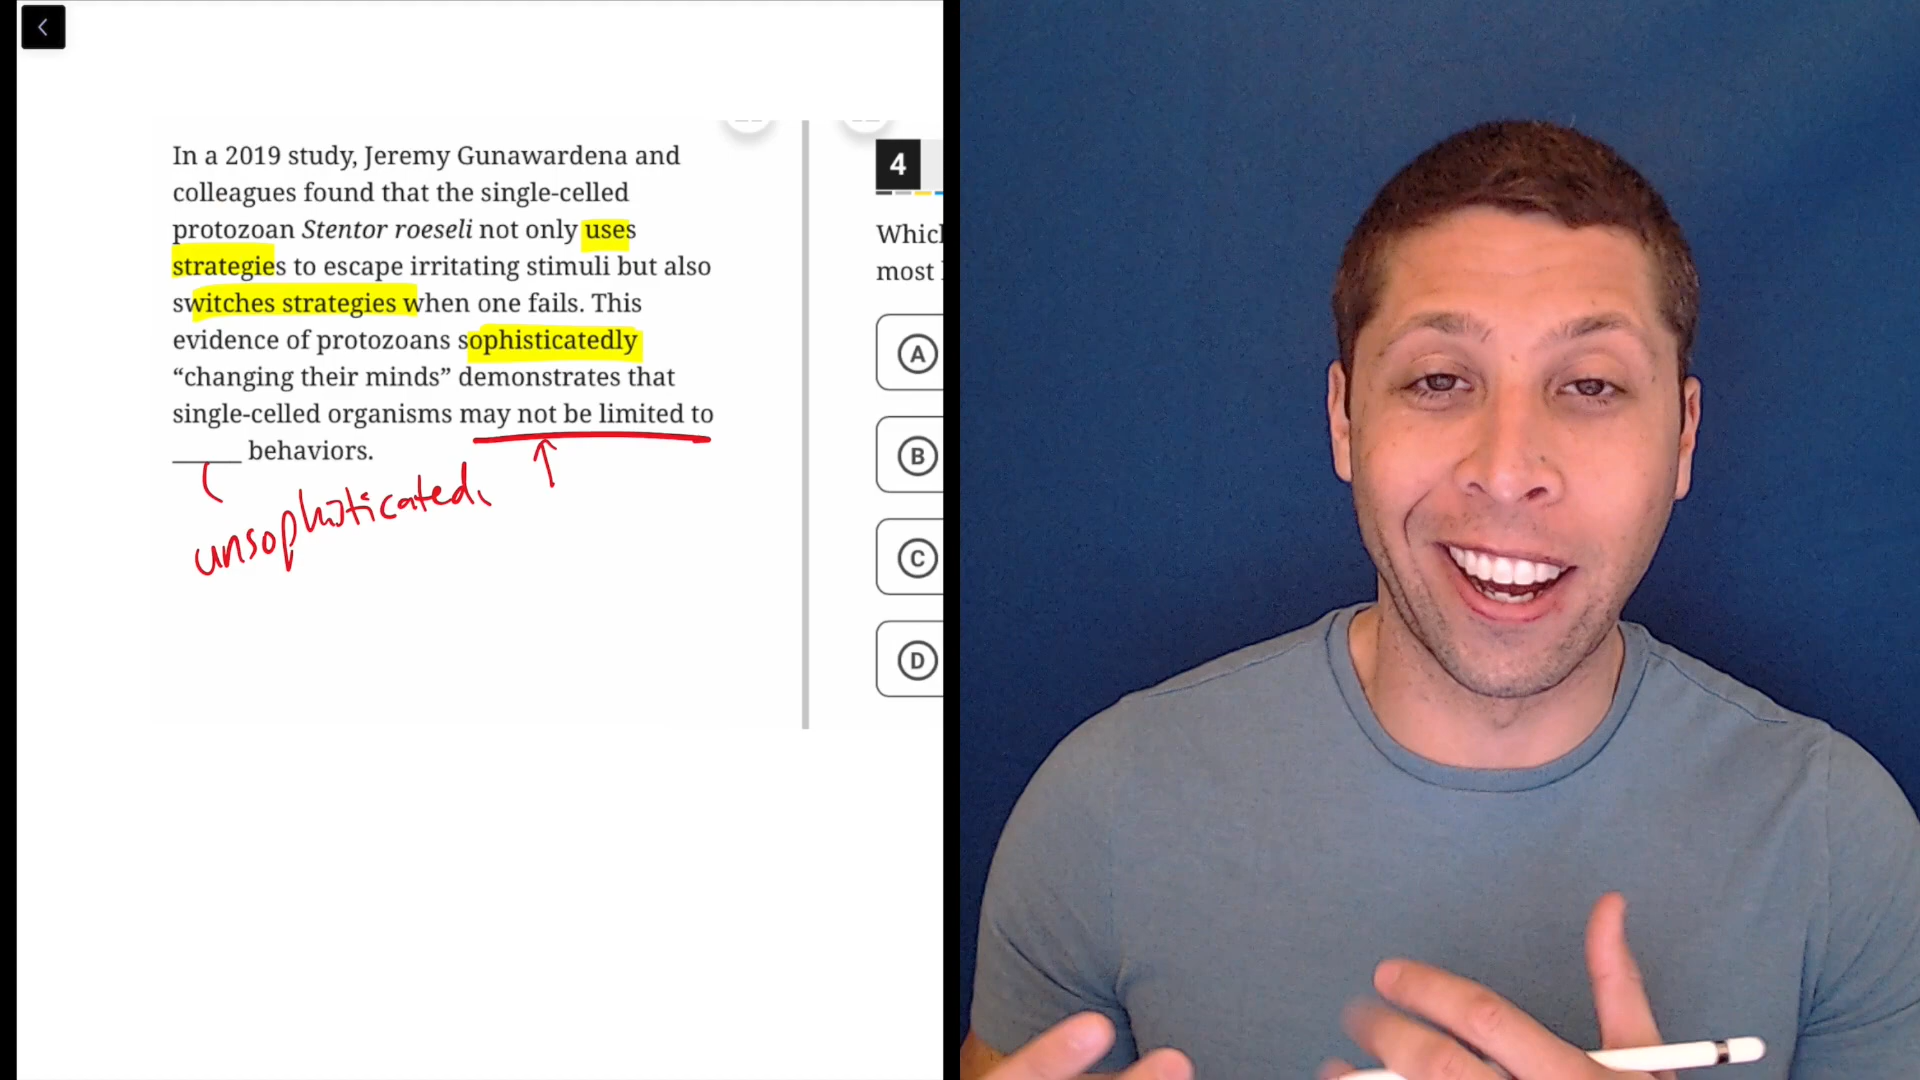 In a 2019 study, Jeremy Gunawardena and
colleagues found that the single-celled
protozoan Stentor roeseli not only uses
strategies to escape irritating stimuli but also
switches strategies when one fails. This
evidence of protozoans sophisticatedly
“changing their minds” demonstrates that
single-celled organisms may not be limited to
______ behaviors.
unsophisticated
4
Which
most
A
B
C
D